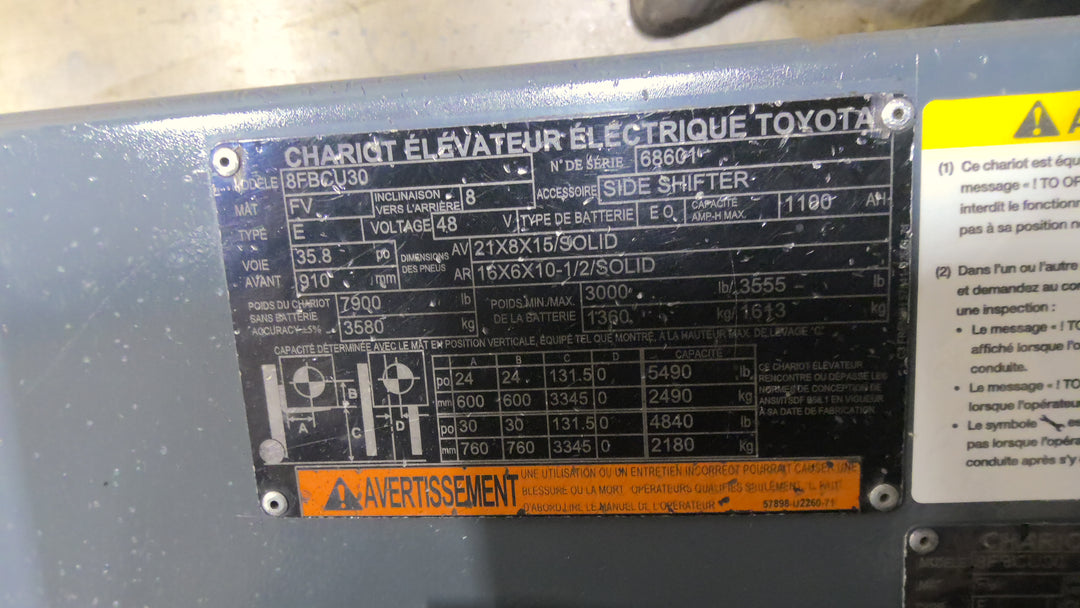 CHARIOT ÉLÉVATEUR ÉLECTRIQUE TOYOTA
MODÈLE 8FBCU30 N° DE SÉRIE 68601
MÂT FV INCLINAISON VERS L'ARRIÈRE 8 ACCESSOIRE SIDE SHIFTER
TYPE E VOLTAGE 48 V TYPE DE BATTERIE EO CAPACITÉ AMP-H MAX. 1100 AH
VOIE AVANT 35.8 po DIMENSIONS DES PNEUS AV 21X8X15/SOLID
910 mm AR 16X6X10-1/2/SOLID
POIDS DU CHARIOT SANS BATTERIE 7900 lb POIDS MIN./MAX. DE LA BATTERIE 3000 lb/ 3555 lb
ACCURACY ±5% 3580 kg 1360 kg/ 1613 kg
CAPACITÉ DÉTERMINÉE AVEC LE MÂT EN POSITION VERTICALE, ÉQUIPÉ TEL QUE MONTRÉ, À LA HAUTEUR MAX. DE LEVAGE "C"
A B C D CAPACITÉ
po 24 24 131.5 0 5490 lb
mm 600 600 3345 0 2490 kg
po 30 30 131.5 0 4840 lb
mm 760 760 3345 0 2180 kg
A B C D
CE CHARIOT ÉLÉVATEUR
RENCONTRE OU DÉPASSE LES
NORMES DE CONCEPTION DE
ANSI/ITSDF B56.1 EN VIGUEUR
À SA DATE DE FABRICATION
AVERTISSEMENT
UNE UTILISATION OU UN ENTRETIEN INCORRECT POURRAIT CAUSER UNE
BLESSURE OU LA MORT. OPÉRATEURS QUALIFIÉS SEULEMENT. IL FAUT
D'ABORD LIRE LE MANUEL DE L'OPÉRATEUR
57898-U2260-71
(1) Ce chariot est équ
message « ! TO OF
interdit le fonction
pas à sa position n
(2) Dans l'un ou l'autre
et demandez au con
une inspection :
• Le message « ! TO
affiché lorsque l'o
conduite.
• Le message « ! TO
lorsque l'opérateu
• Le symbole es
pas lorsque l'opéra
conduite après s'y
CHARIO